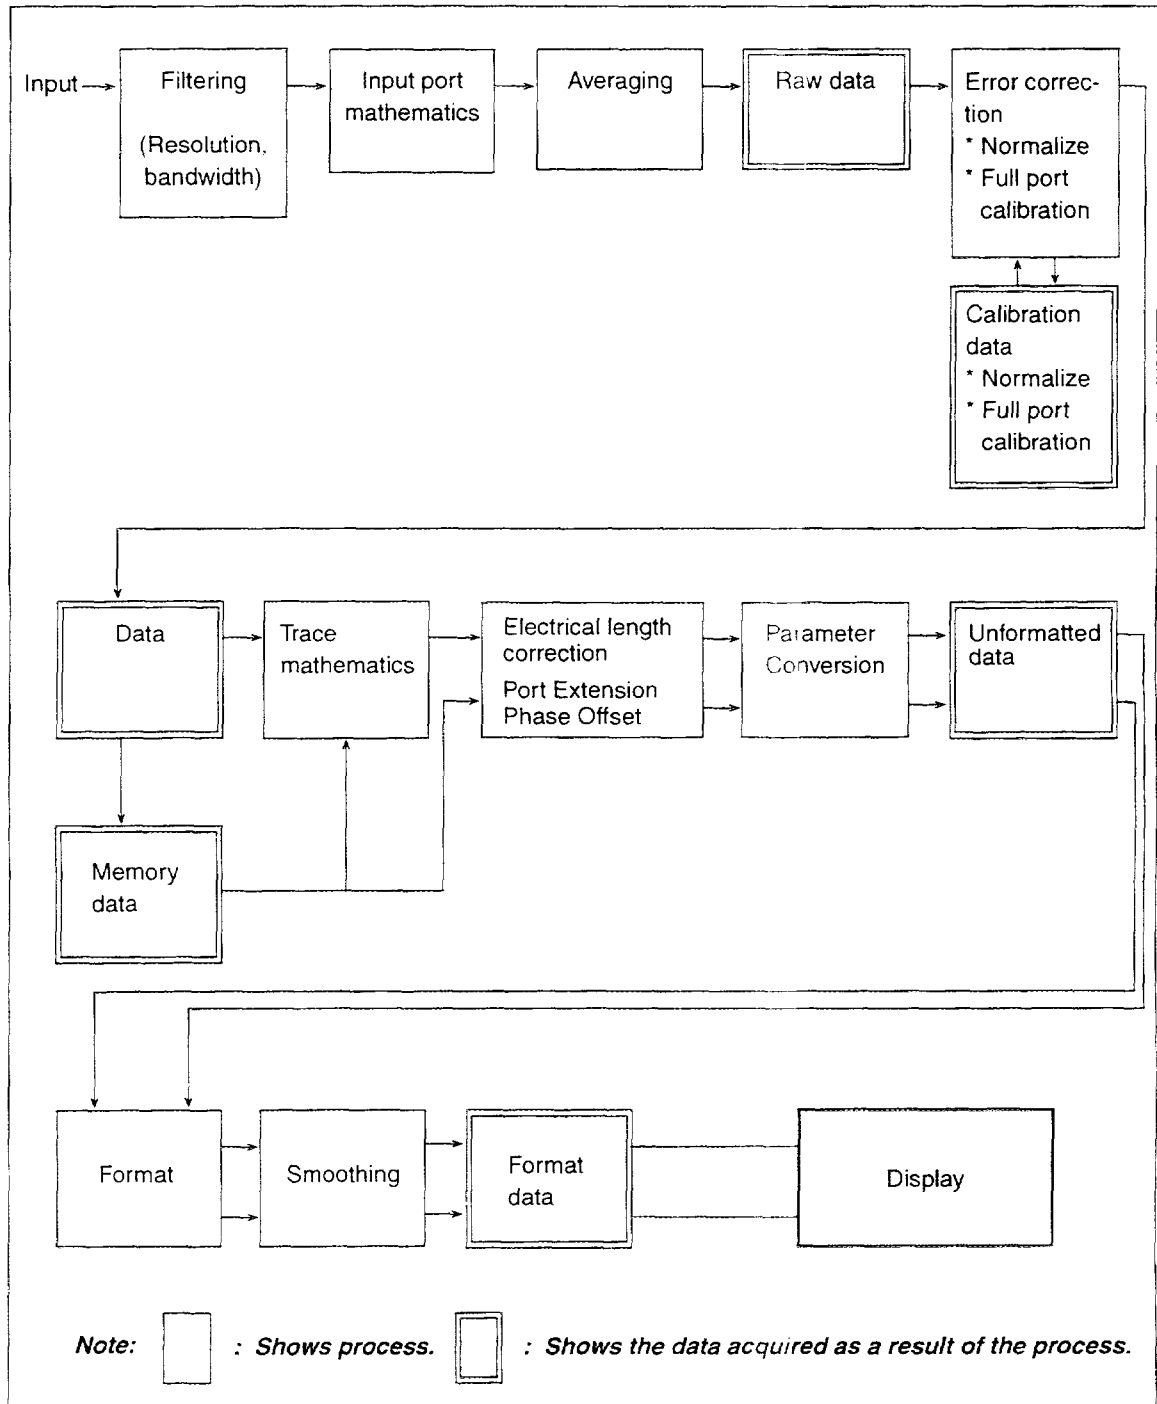 Input
Filtering
(Resolution,
bandwidth)
Input port
mathematics
Averaging
Raw data
Error correc-
tion
* Normalize
* Full port
calibration
Calibration
data
* Normalize
* Full port
calibration
Data
Trace
mathematics
Electrical length
correction
Port Extension
Phase Offset
Parameter
Conversion
Unformatted
data
Memory
data
Format
Smoothing
Format
data
Display
Note: : Shows process. : Shows the data acquired as a result of the process.